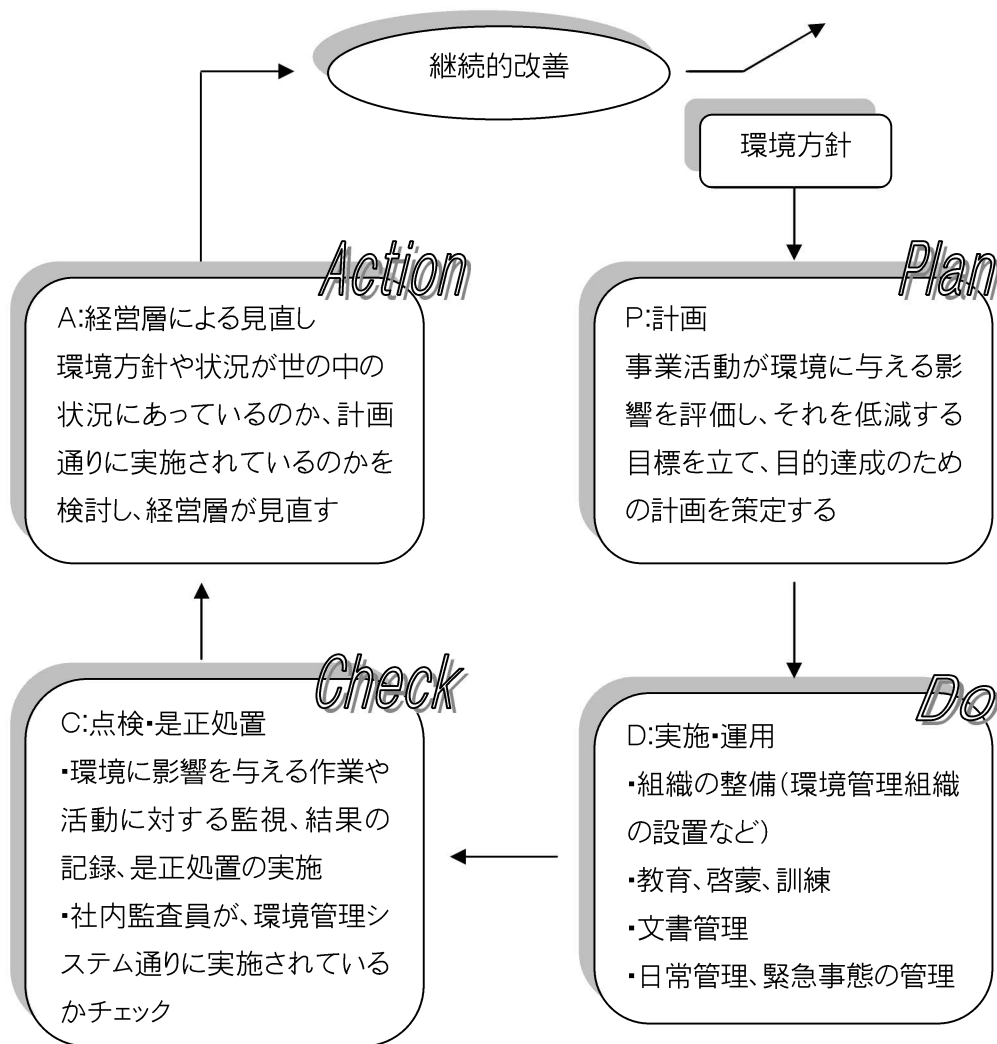 継続的改善
環境方針
Action
A:経営層による見直し
環境方針や状況が世の中の
状況にあっているのか、計画
通りに実施されているのかを
検討し、経営層が見直す
Plan
P:計画
事業活動が環境に与える影
響を評価し、それを低減する
目標を立て、目的達成のため
の計画を策定する
Check
C:点検・是正処置
・環境に影響を与える作業や
活動に対する監視、結果の
記録、是正処置の実施
・社内監査員が、環境管理シ
ステム通りに実施されている
かチェック
Do
D:実施・運用
・組織の整備(環境管理組織
の設置など)
・教育、啓蒙、訓練
・文書管理
・日常管理、緊急事態の管理